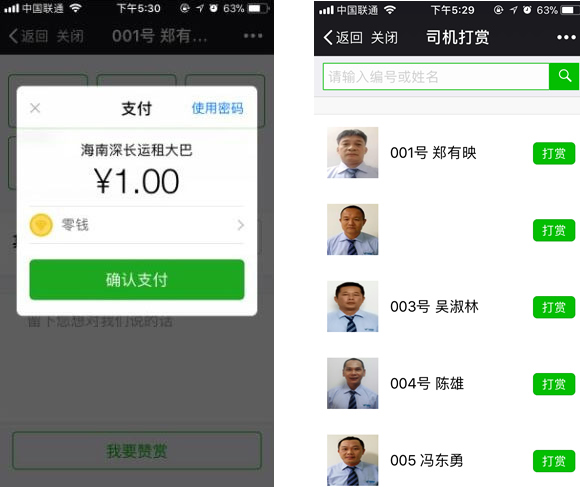 中国联通
下午5:30
63%
返回 关闭
001号 郑有...
支付
使用密码
海南深长运租大巴
¥1.00
零钱
确认支付
留下您想对我们说的话
我要赞赏
中国联通
下午5:29
63%
返回 关闭
司机打赏
请输入编号或姓名
001号 郑有映
打赏
打赏
003号 吴淑林
打赏
004号 陈雄
打赏
005 冯东勇
打赏